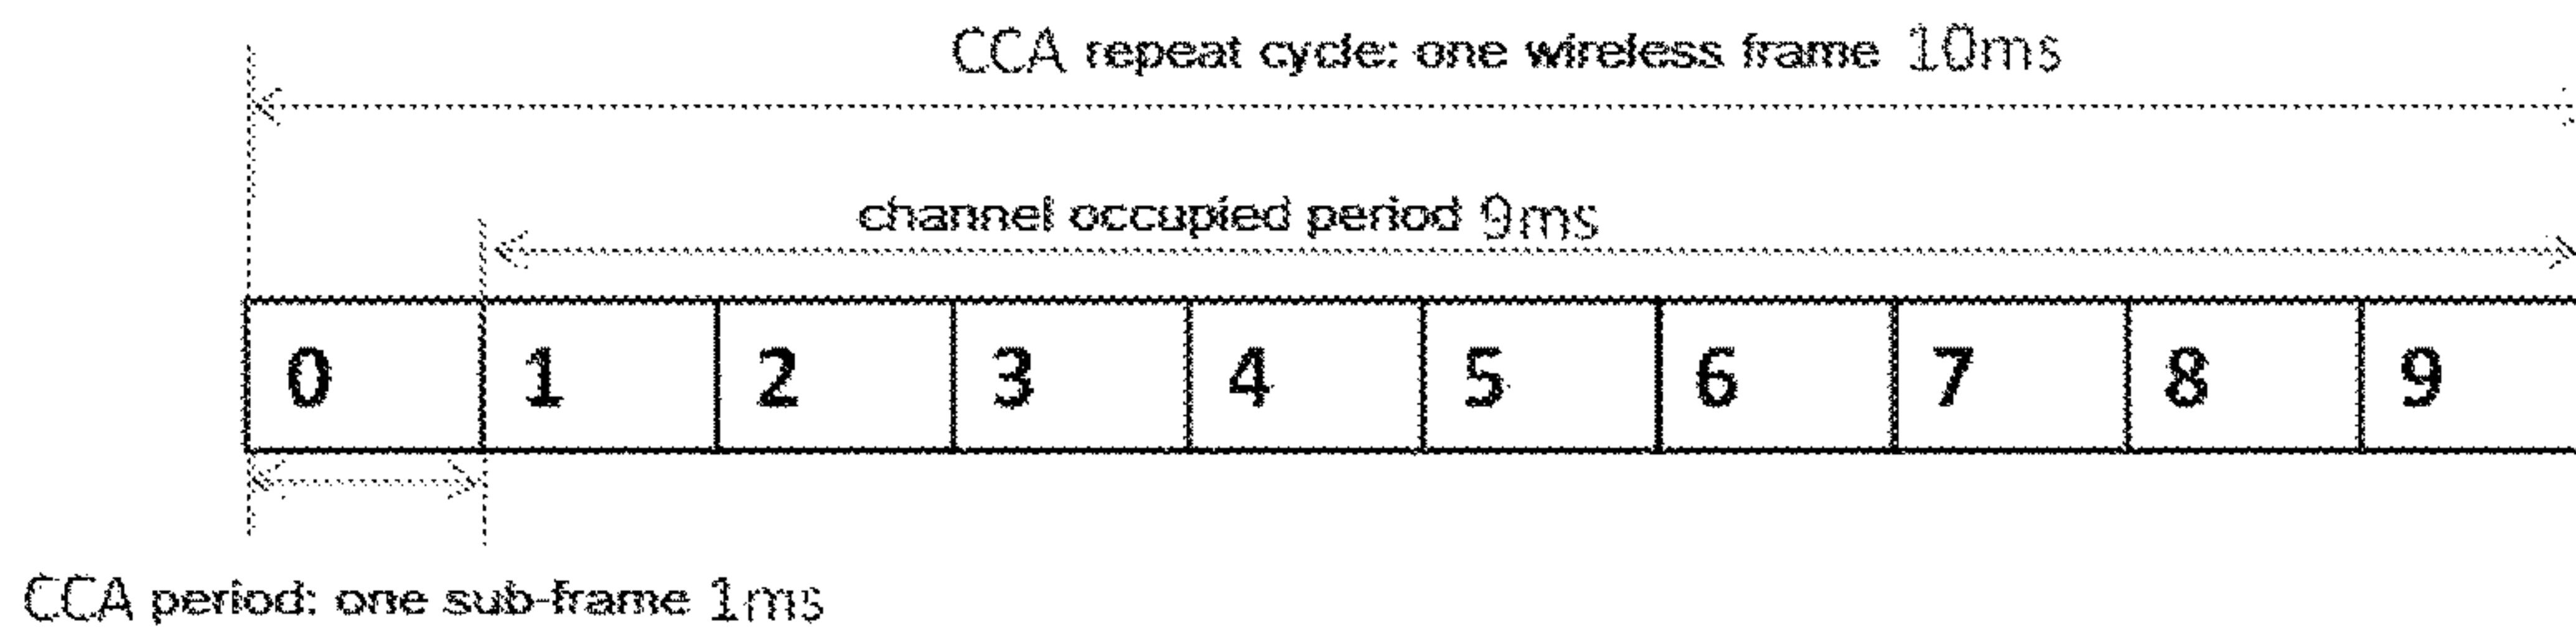 CCA repeat cycle: one wireless frame 10ms
channel occupied period 9ms
0 1 2 3 4 5 6 7 8 9
CCA period: one sub-frame 1ms